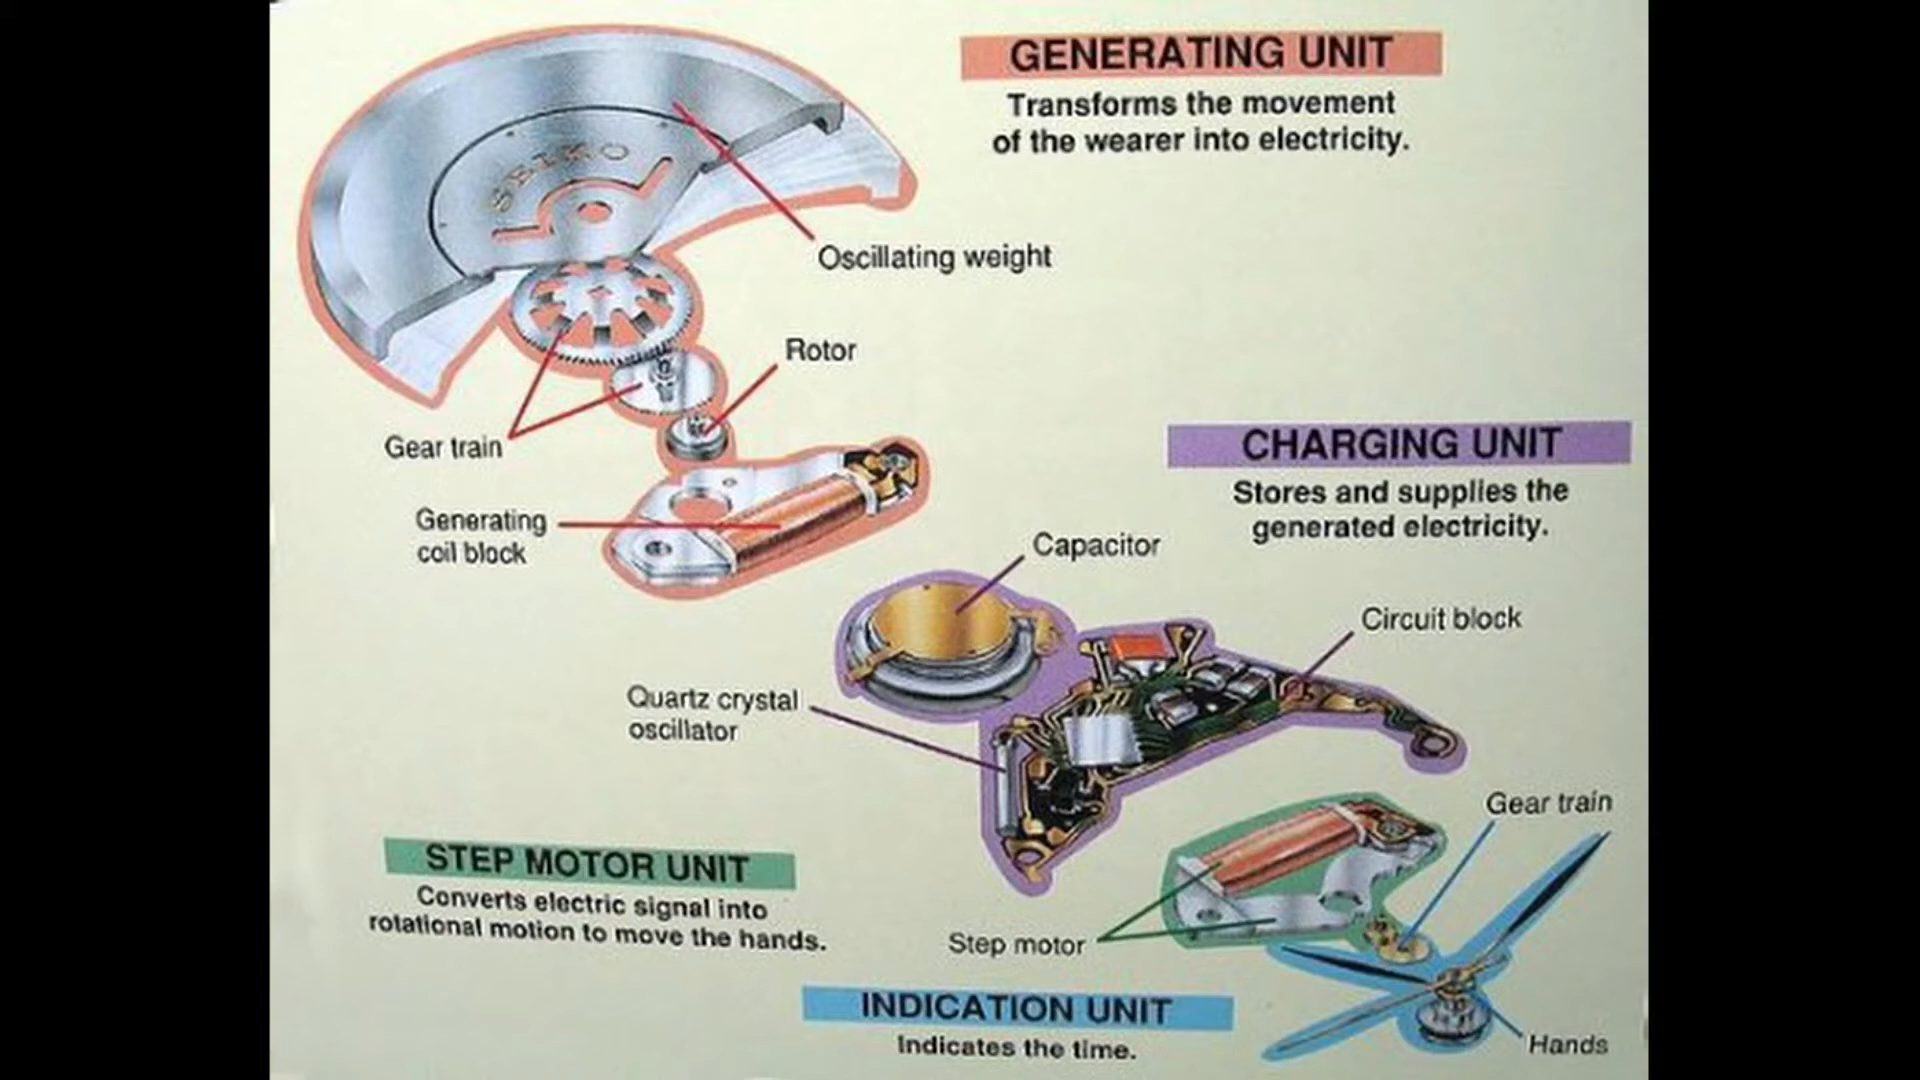 GENERATING UNIT
Transforms the movement
of the wearer into electricity.
SEIKO
Oscillating weight
Rotor
Gear train
Generating
coil block
CHARGING UNIT
Stores and supplies the
generated electricity.
Capacitor
Circuit block
Quartz crystal
oscillator
Gear train
STEP MOTOR UNIT
Converts electric signal into
rotational motion to move the hands.
Step motor
INDICATION UNIT
Indicates the time.
Hands